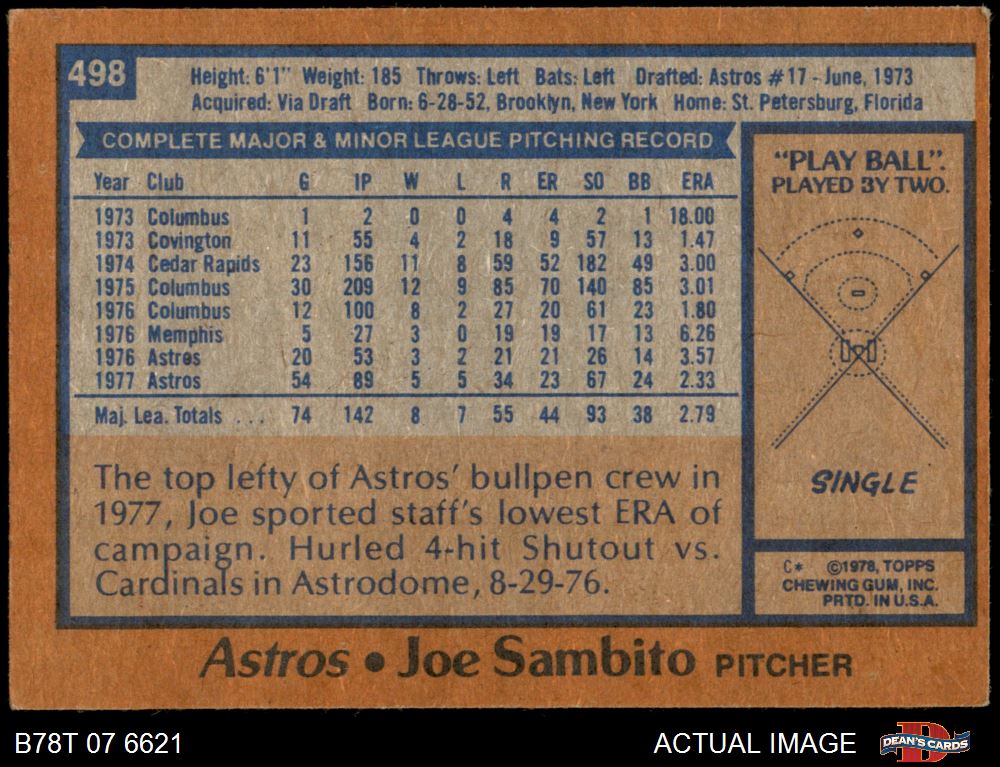 498
Height: 6'1" Weight: 185 Throws: Left Bats: Left Drafted: Astros #17 - June, 1973
Acquired: Via Draft Born: 6-28-52, Brooklyn, New York Home: St. Petersburg, Florida
COMPLETE MAJOR & MINOR LEAGUE PITCHING RECORD
Year Club G IP W L R ER SO BB ERA
1973 Columbus 1 2 0 0 4 4 2 1 18.00
1973 Covington 11 55 4 2 18 9 57 13 1.47
1974 Cedar Rapids 23 156 11 8 59 52 182 49 3.00
1975 Columbus 30 209 12 9 85 70 140 85 3.01
1976 Columbus 12 100 8 2 27 20 61 23 1.80
1976 Memphis 5 27 3 0 19 19 17 13 6.26
1976 Astros 20 53 3 2 21 21 26 14 3.57
1977 Astros 54 89 5 5 34 23 67 24 2.33
Maj. Lea. Totals . . . 74 142 8 7 55 44 93 38 2.79
The top lefty of Astros' bullpen crew in
1977, Joe sported staff's lowest ERA of
campaign. Hurled 4-hit Shutout vs.
Cardinals in Astrodome, 8-29-76.
"PLAY BALL".
PLAYED BY TWO.
SINGLE
C* ©1978, TOPPS
CHEWING GUM, INC.
PRTD. IN U.S.A.
Astros • Joe Sambito PITCHER
B78T 07 6621
ACTUAL IMAGE
DEAN'S CARDS